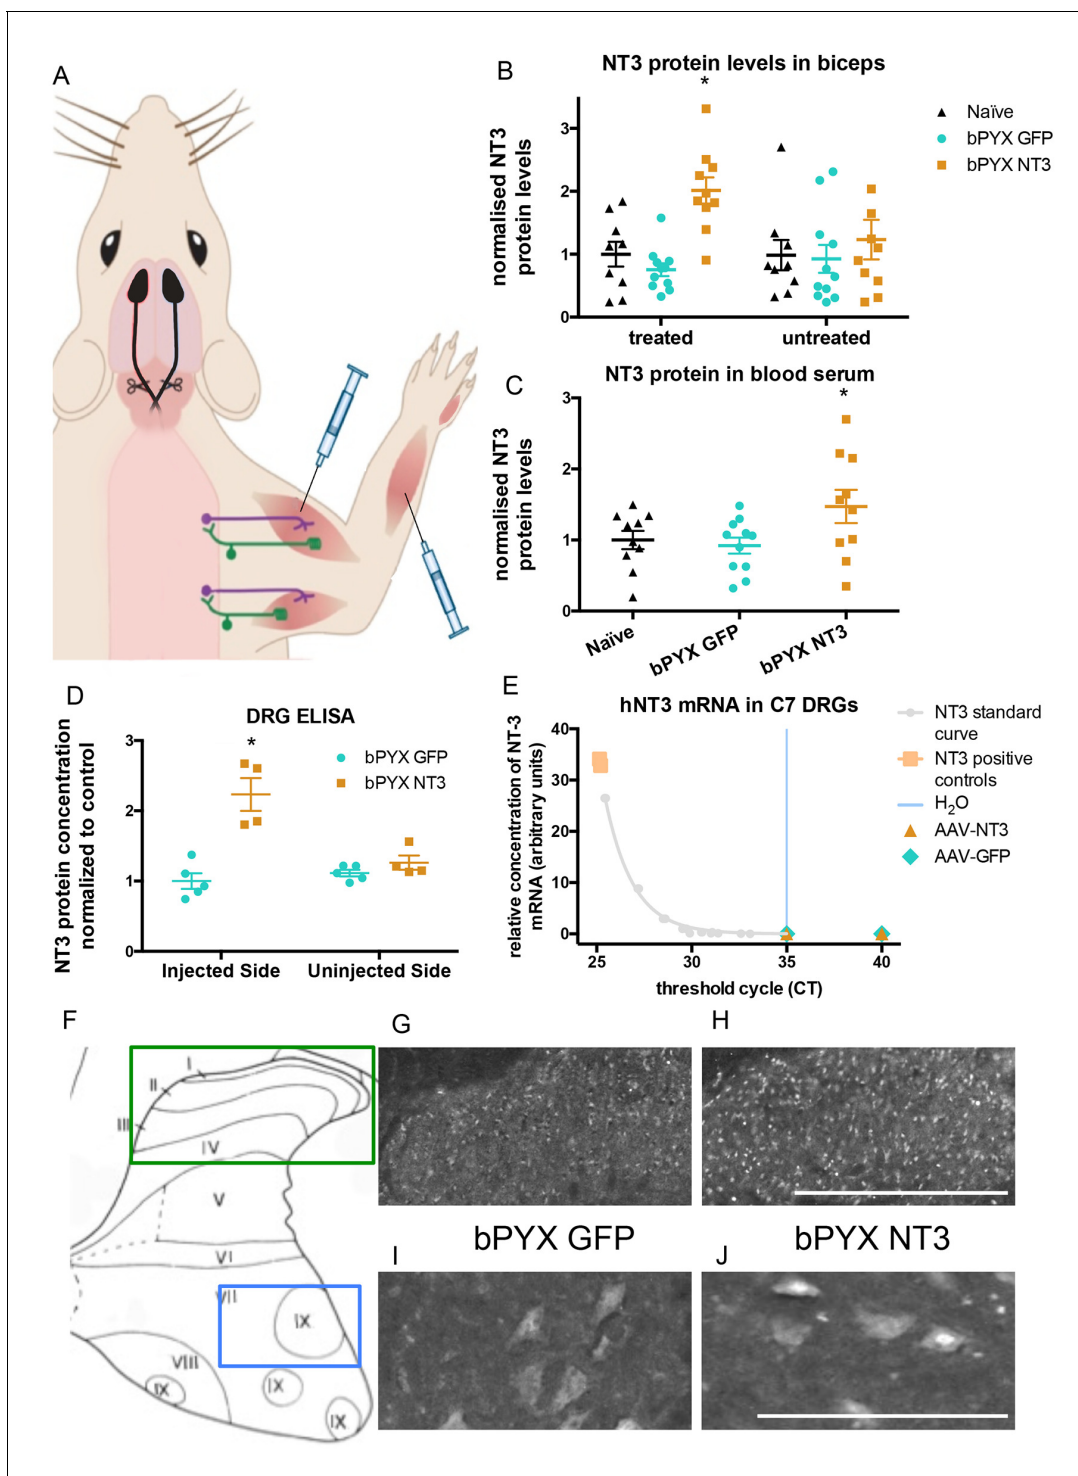 A
B
NT3 protein levels in biceps
*
normalised NT3
protein levels
3
2
1
0
treated
untreated
Naïve
bPYX GFP
bPYX NT3
C
NT3 protein in blood serum
*
normalised NT3
protein levels
3
2
1
0
Naïve
bPYX GFP
bPYX NT3
D
DRG ELISA
NT3 protein concentration
normalized to control
3
2
1
0
*
bPYX GFP
bPYX NT3
Injected Side
Uninjected Side
E
hNT3 mRNA in C7 DRGs
relative concentration of NT-3
mRNA (arbitrary units)
40
30
20
10
0
25
30
35
40
threshold cycle (CT)
NT3 standard
curve
NT3 positive
controls
H2O
AAV-NT3
AAV-GFP
F
I
II
III
IV
V
VI
VII
IX
VIII
IX
IX
IX
G
H
bPYX GFP
bPYX NT3
I
J